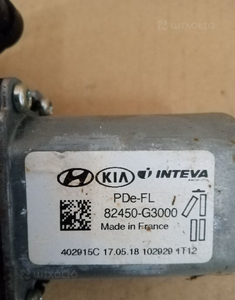 KIA INTEVA
PDe-FL
82450-G3000
Made in France
402915C 17.05.18 102929 1T12